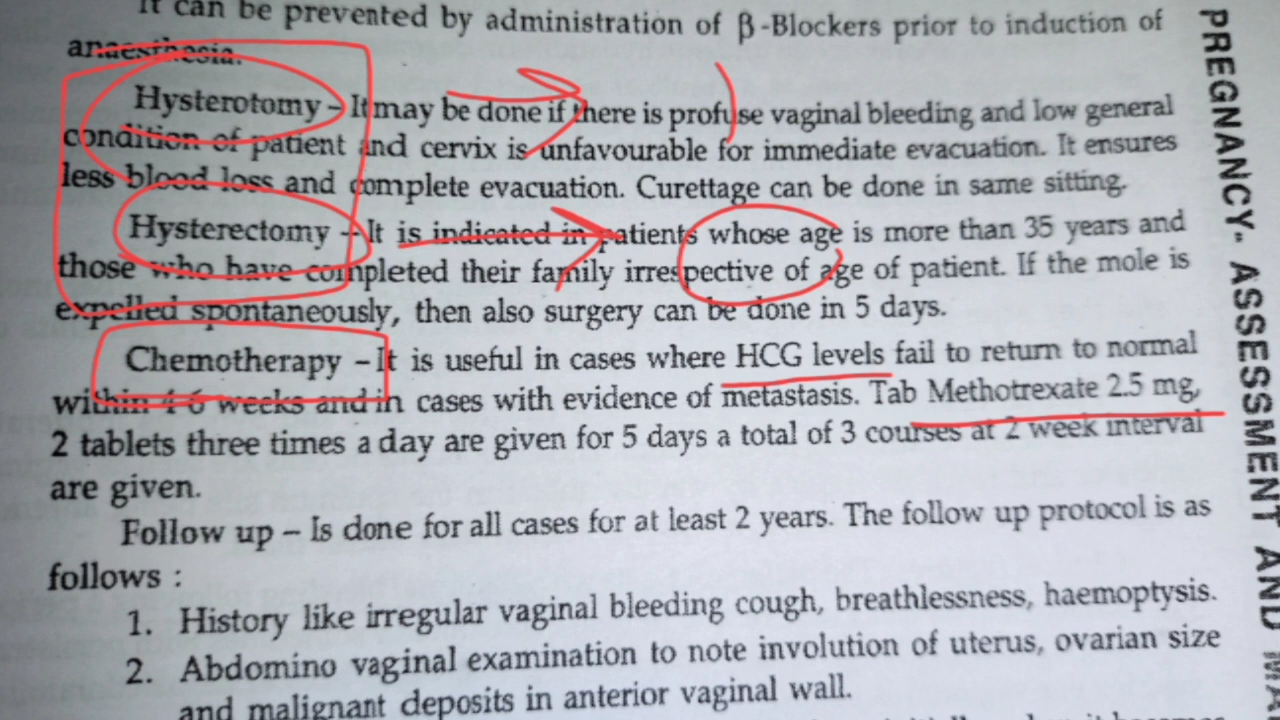 It can be prevented by administration of β-Blockers prior to induction of
anaesthesia.
Hysterotomy – It may be done if there is profuse vaginal bleeding and low general
condition of patient and cervix is unfavourable for immediate evacuation. It ensures
less blood loss and complete evacuation. Curettage can be done in same sitting.
Hysterectomy – It is indicated in patients whose age is more than 35 years and
those who have completed their family irrespective of age of patient. If the mole is
expelled spontaneously, then also surgery can be done in 5 days.
Chemotherapy – It is useful in cases where HCG levels fail to return to normal
within 4-6 weeks and in cases with evidence of metastasis. Tab Methotrexate 2.5 mg,
2 tablets three times a day are given for 5 days a total of 3 courses at 2 week interval
are given.
Follow up – Is done for all cases for at least 2 years. The follow up protocol is as
follows :
1. History like irregular vaginal bleeding cough, breathlessness, haemoptysis.
2. Abdomino vaginal examination to note involution of uterus, ovarian size
and malignant deposits in anterior vaginal wall.
PREGNANCY- ASSESSMENT AND